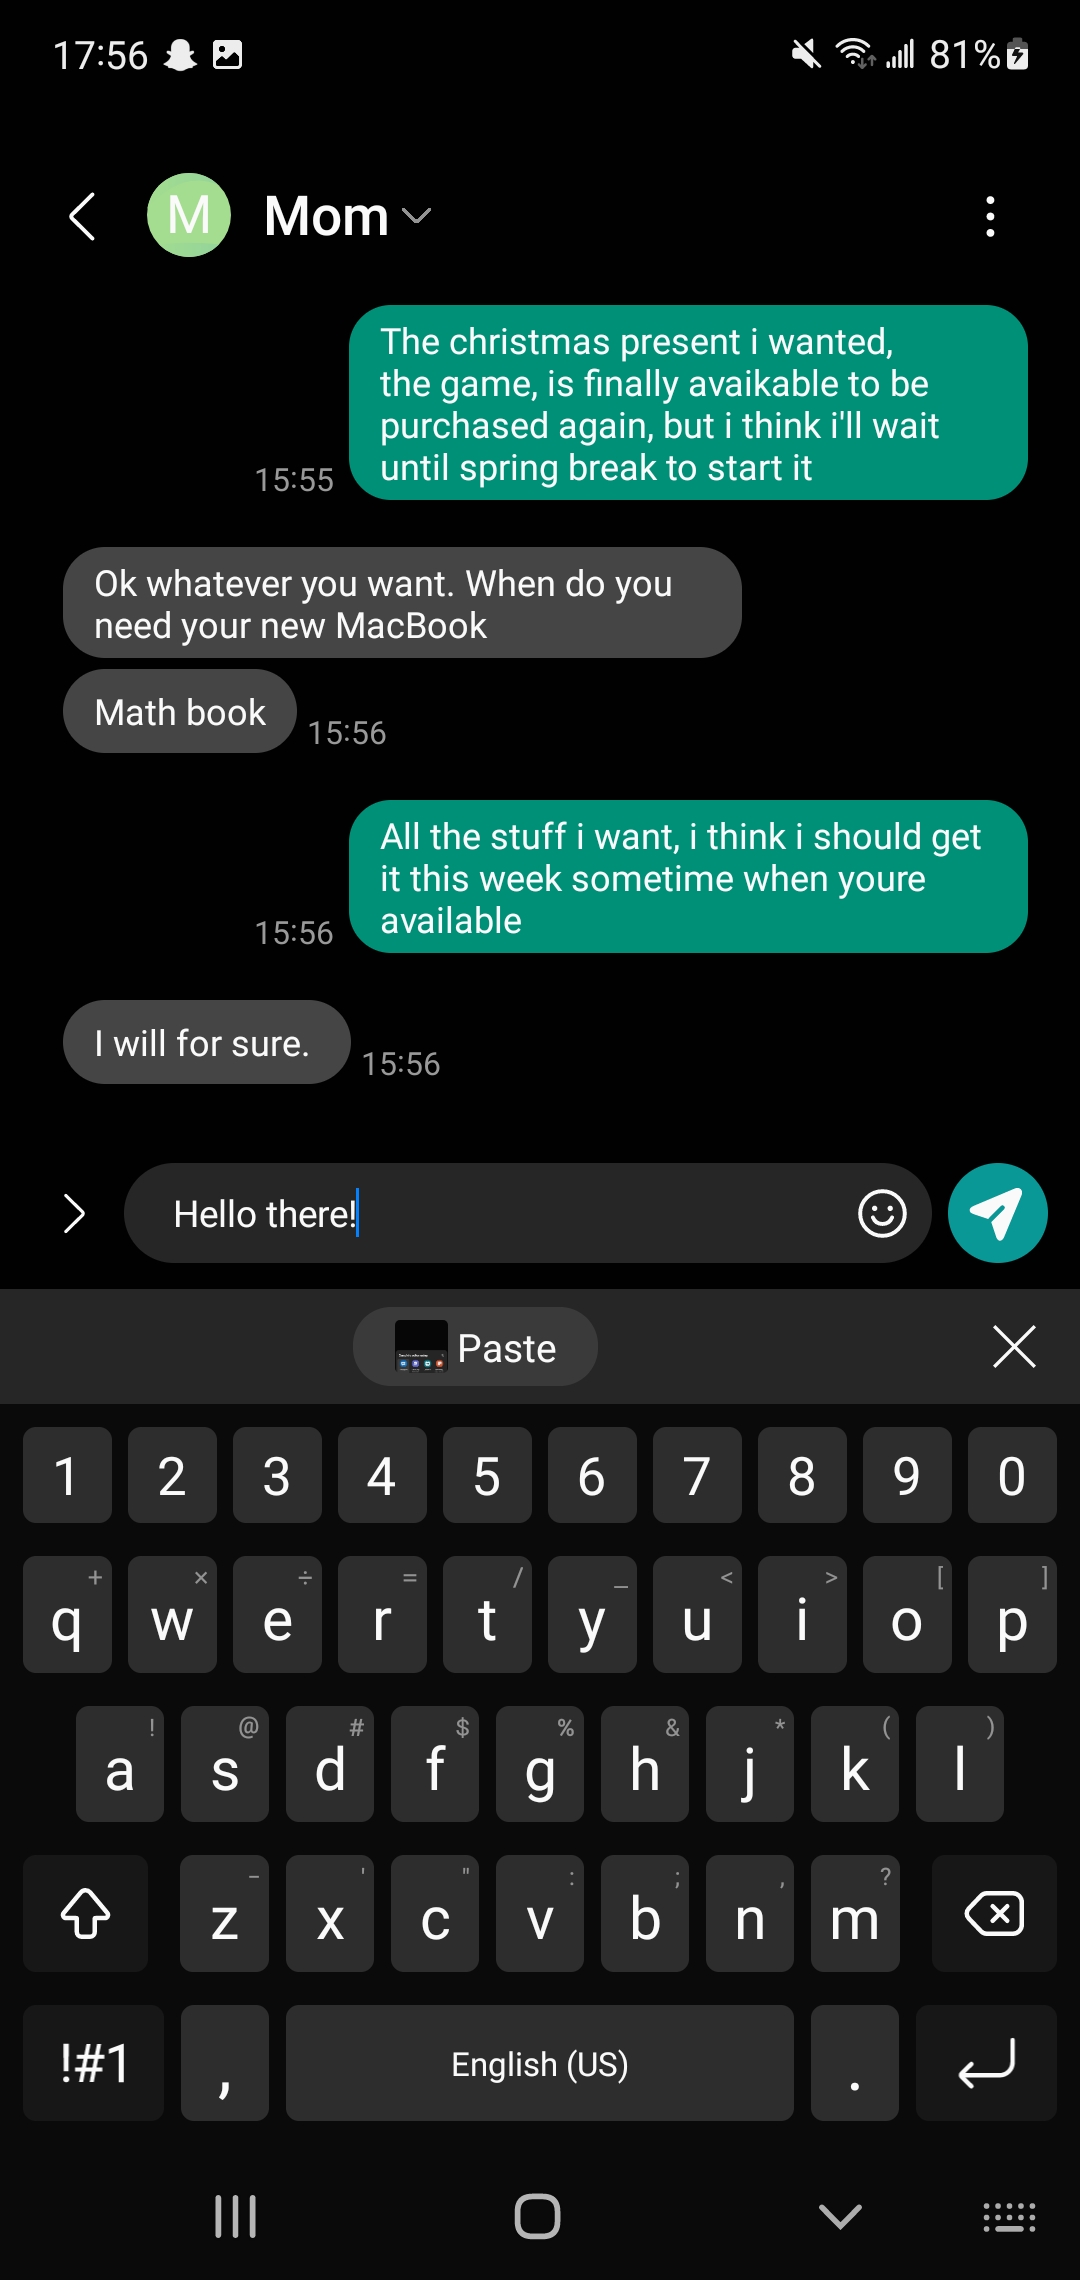 17:56
81%
M
Mom
The christmas present i wanted,
the game, is finally avaikable to be
purchased again, but i think i'll wait
until spring break to start it
15:55
Ok whatever you want. When do you
need your new MacBook
Math book
15:56
All the stuff i want, i think i should get
it this week sometime when youre
available
15:56
I will for sure.
15:56
Hello there!
Paste
1 2 3 4 5 6 7 8 9 0
+ × ÷ = / _ < > [ ]
q w e r t y u i o p
! @ # $ % & * ( )
a s d f g h j k l
- ' " : ; , ?
z x c v b n m
!#1 , English (US) .